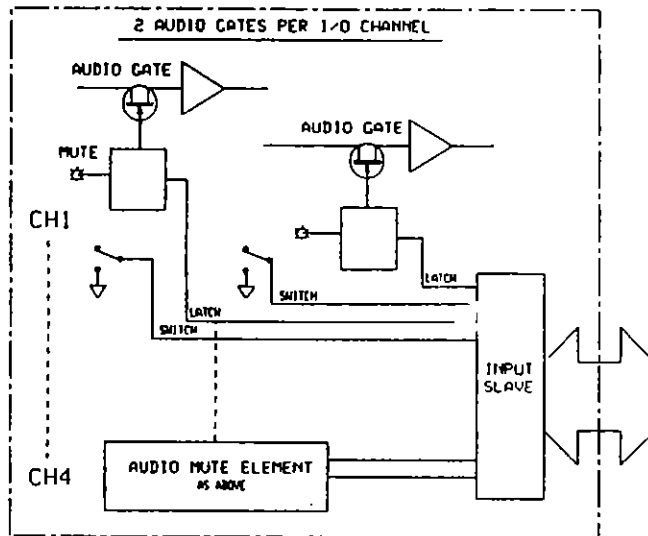 2 AUDIO GATES PER I/O CHANNEL
AUDIO GATE
AUDIO GATE
MUTE
CH1
LATCH
SWITCH
LATCH
SWITCH
INPUT
SLAVE
AUDIO MUTE ELEMENT
AS ABOVE
CH4